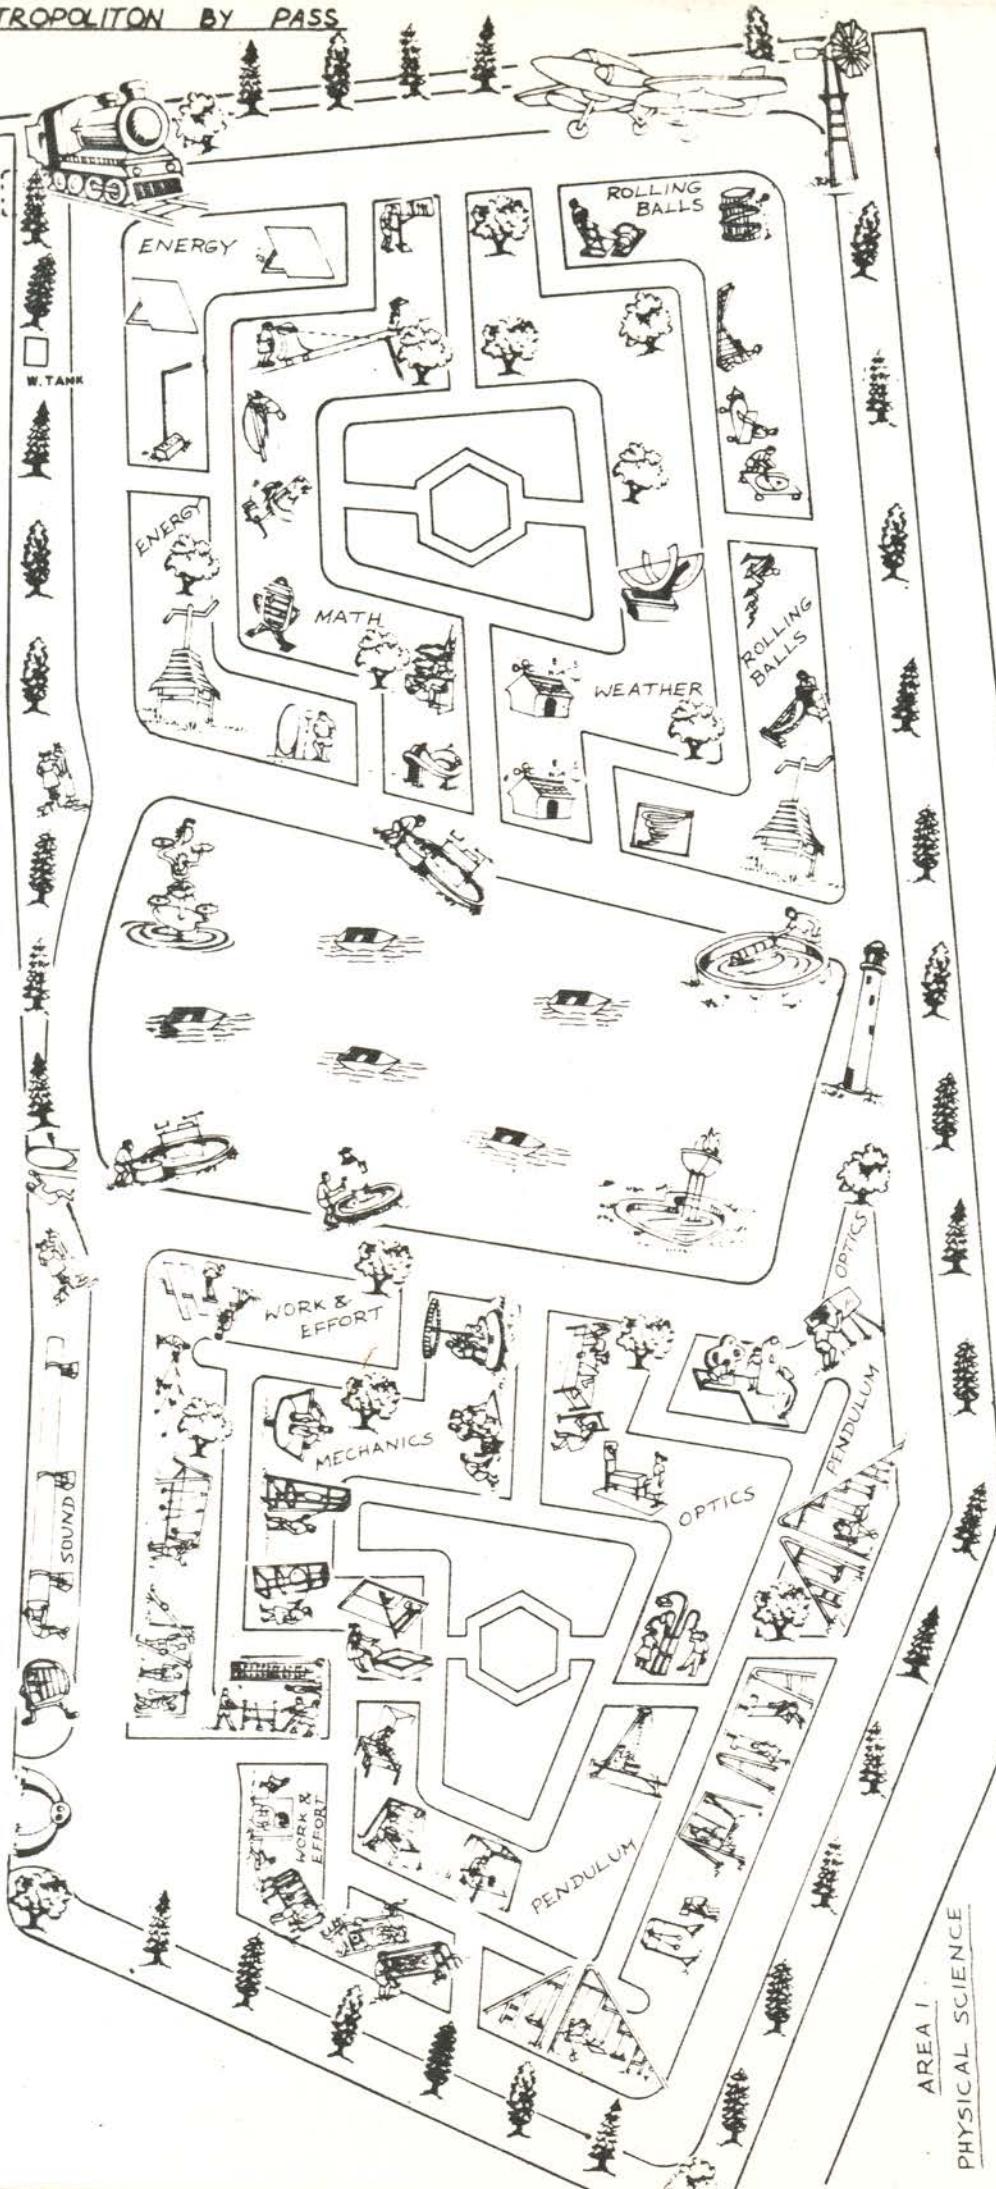 TROPOLITON BY PASS
ROLLING
BALLS
ENERGY
W. TANK
ENERGY
MATH
ROLLING
BALLS
WEATHER
OPTICS
WORK &
EFFORT
PENDULUM
MECHANICS
OPTICS
SOUND
WORK &
EFFORT
PENDULUM
AREA I
PHYSICAL SCIENCE